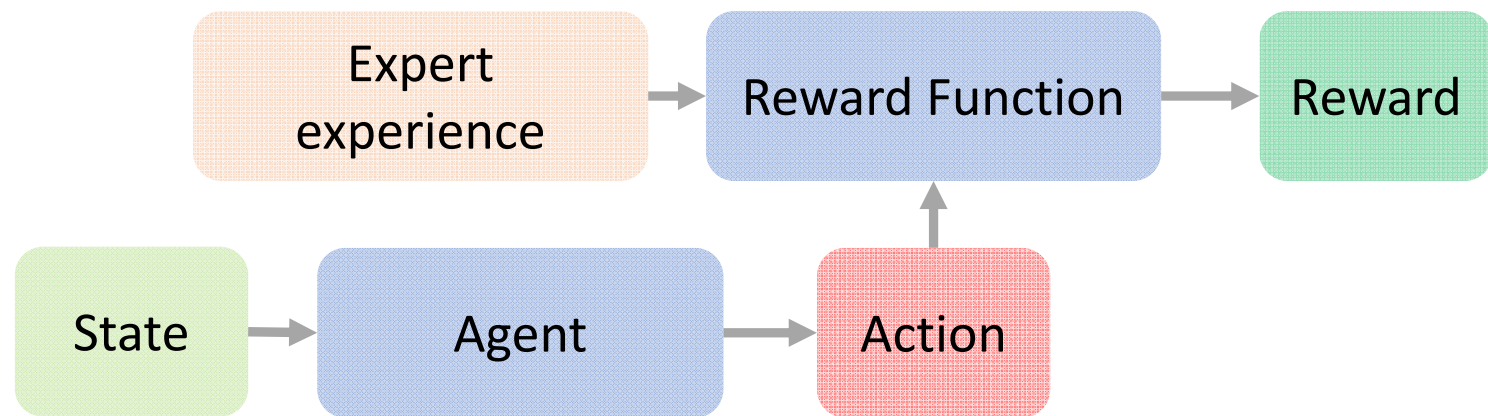 Expert
experience
Reward Function
Reward
State
Agent
Action